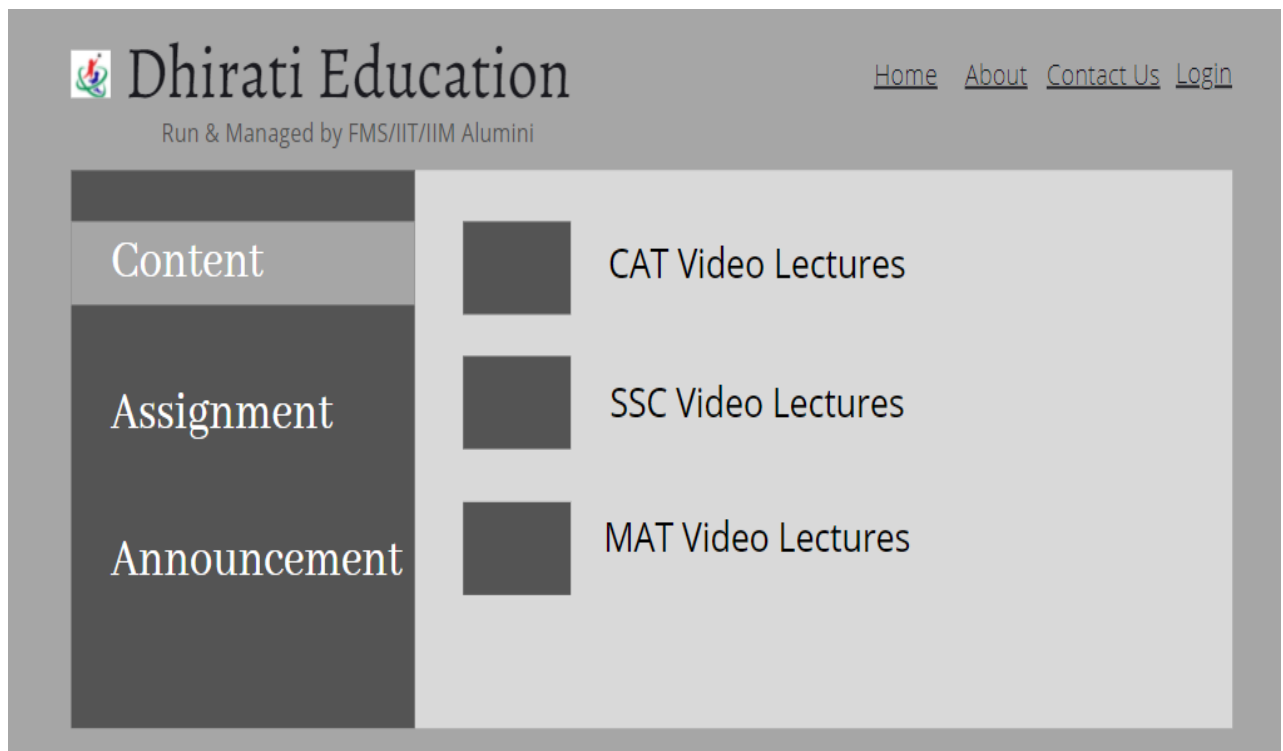 Dhirati Education
Home About Contact Us Login
Run & Managed by FMS/IIT/IIM Alumini
Content
Assignment
Announcement
CAT Video Lectures
SSC Video Lectures
MAT Video Lectures